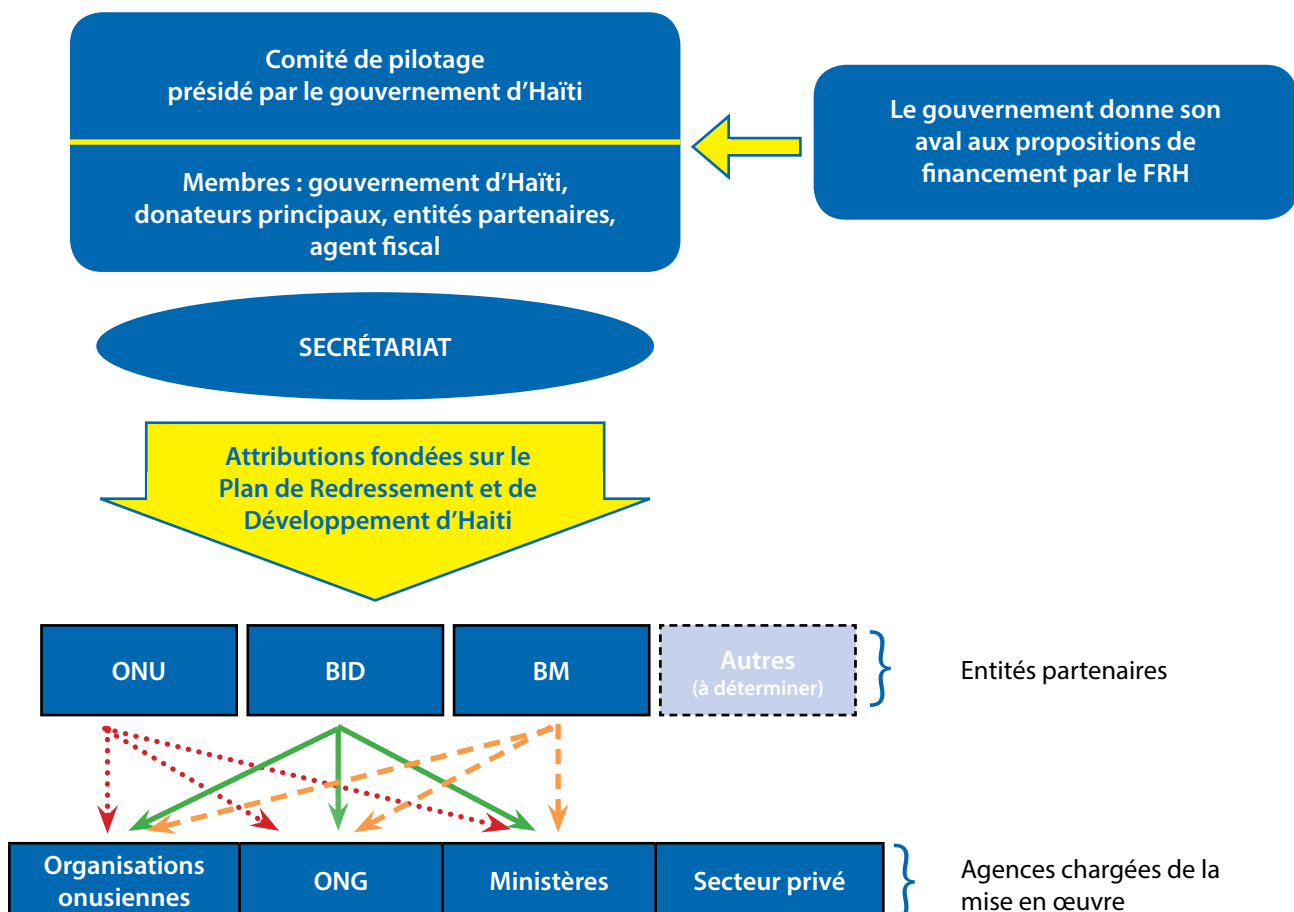 Comité de pilotage
présidé par le gouvernement d’Haïti
Membres : gouvernement d’Haïti,
donateurs principaux, entités partenaires,
agent fiscal
Le gouvernement donne son
aval aux propositions de
financement par le FRH
SECRÉTARIAT
Attributions fondées sur le
Plan de Redressement et de
Développement d’Haiti
ONU
BID
BM
Autres
(à déterminer)
Entités partenaires
Organisations
onusiennes
ONG
Ministères
Secteur privé
Agences chargées de la
mise en œuvre